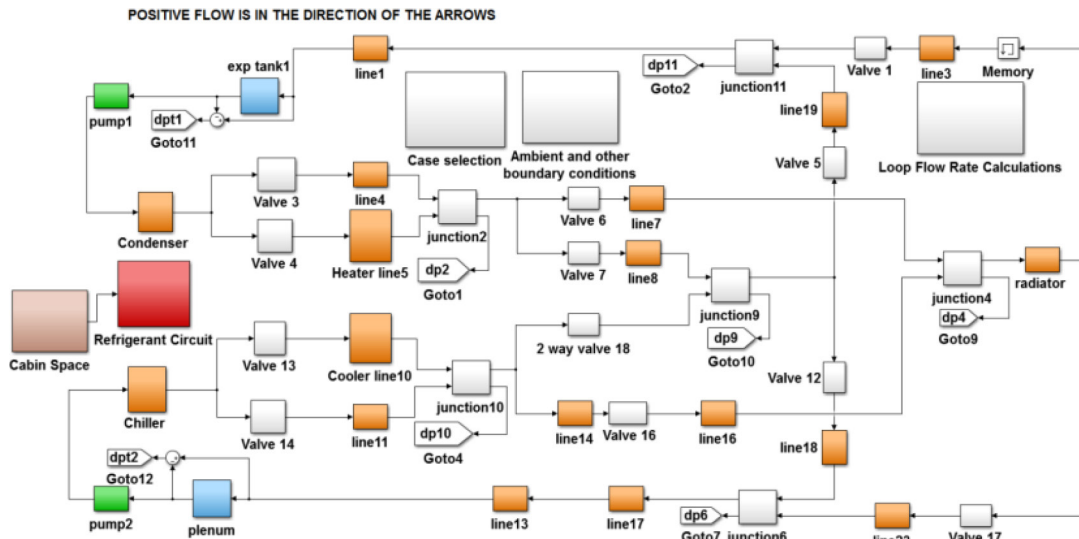 POSITIVE FLOW IS IN THE DIRECTION OF THE ARROWS
line1
exp tank1
pump1
dpt1
Goto11
Case selection
Ambient and other
boundary conditions
dp11
Goto2
junction11
Valve 1
line3
Memory
line19
Valve 5
Loop Flow Rate Calculations
Condenser
Valve 3
line4
Valve 4
Heater line5
junction2
dp2
Goto1
Valve 6
line7
Valve 7
line8
junction9
dp9
Goto10
junction4
dp4
Goto9
radiator
Cabin Space
Refrigerant Circuit
Chiller
Valve 13
Cooler line10
Valve 14
line11
junction10
dp10
Goto4
2 way valve 18
line14
Valve 16
line16
Valve 12
line18
dpt2
Goto12
pump2
plenum
line13
line17
dp6
Goto7
junction6
Valve 17